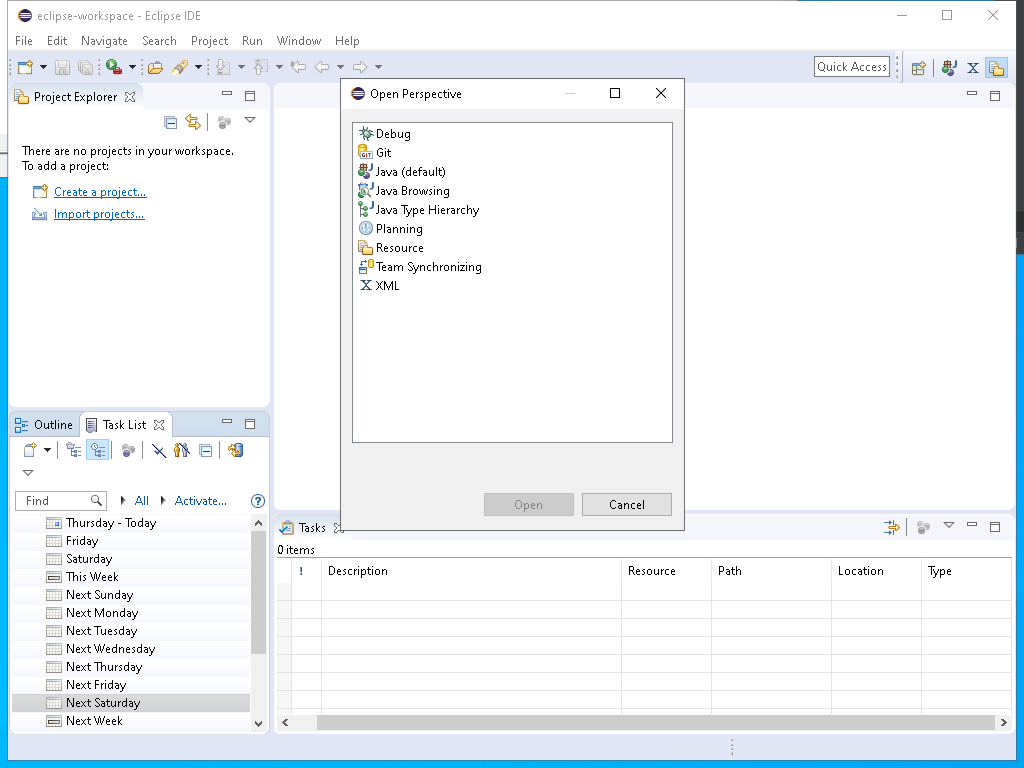 eclipse-workspace - Eclipse IDE
File Edit Navigate Search Project Run Window Help
Quick Access
Project Explorer
There are no projects in your workspace.
To add a project:
Create a project...
Import projects...
Open Perspective
Debug
GIT Git
Java (default)
Java Browsing
Java Type Hierarchy
Planning
Resource
Team Synchronizing
X XML
Open Cancel
Outline Task List
Find All Activate...
Thursday - Today
Friday
Saturday
This Week
Next Sunday
Next Monday
Next Tuesday
Next Wednesday
Next Thursday
Next Friday
Next Saturday
Next Week
Tasks
0 items
! Description Resource Path Location Type